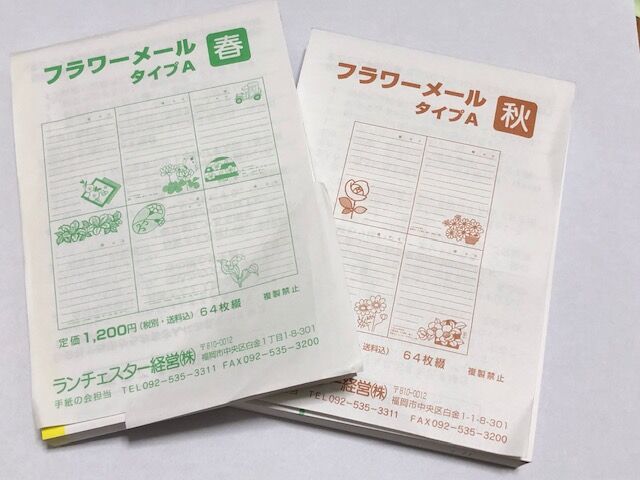 フラワーメール
タイプA
春
定価1,200円(税別・送料込) 64枚綴 複製禁止
ランチェスター経営(株)
〒810-0012
福岡市中央区白金1丁目1-8-301
手紙の会担当 TEL092-535-3311 FAX092-535-3200
フラワーメール
タイプA
秋
送料込) 64枚綴 複製禁止
スター経営(株)
〒810-0012
福岡市中央区白金1-1-8-301
TEL092-535-3311 FAX092-535-3200